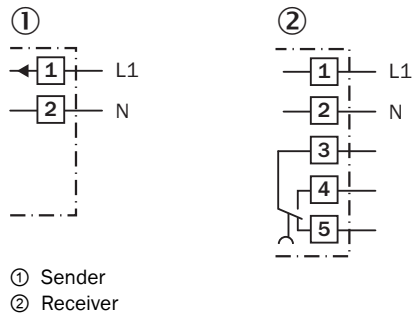 ① ②
1 L1 1 L1
2 N 2 N
3
4
5
① Sender
② Receiver